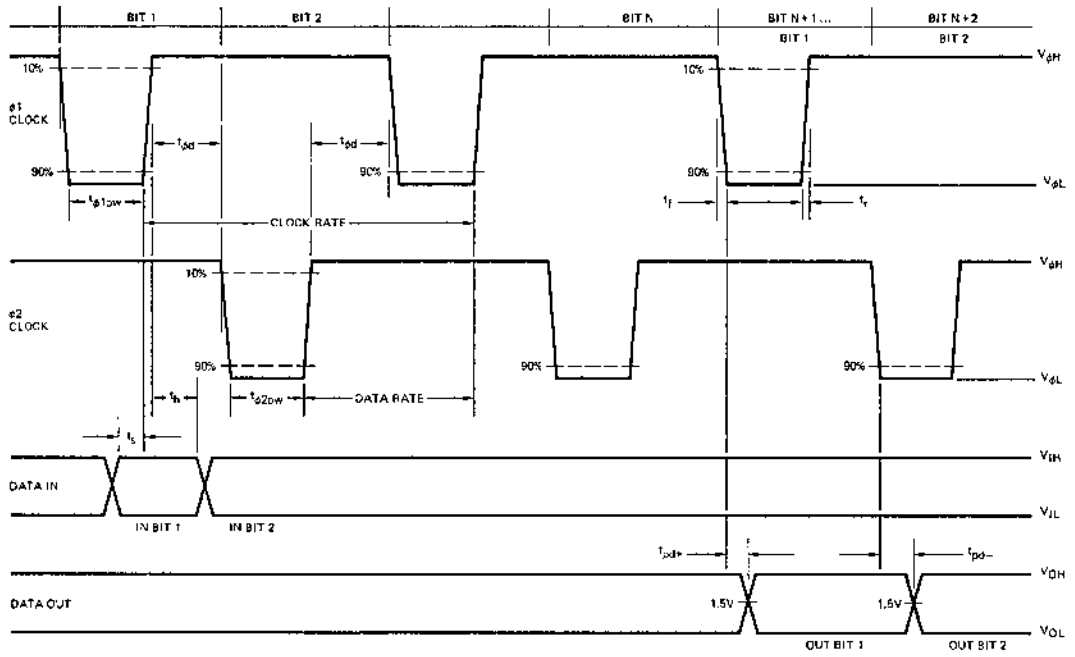 BIT 1 BIT 2 BIT N BIT N + 1 ... BIT N + 2
BIT 1 BIT 2
VφH
10% 10%
φ1
CLOCK
tφd tφd
90% 90% 90%
VφL
tφ1pw tf tr
CLOCK RATE
VφH
10%
φ2
CLOCK
90% 90% 90%
VφL
th tφ2pw DATA RATE
ts
VIH
DATA IN
VIL
IN BIT 1 IN BIT 2
tpd+ tpd−
VOH
DATA OUT 1.5V 1.5V
VOL
OUT BIT 1 OUT BIT 2